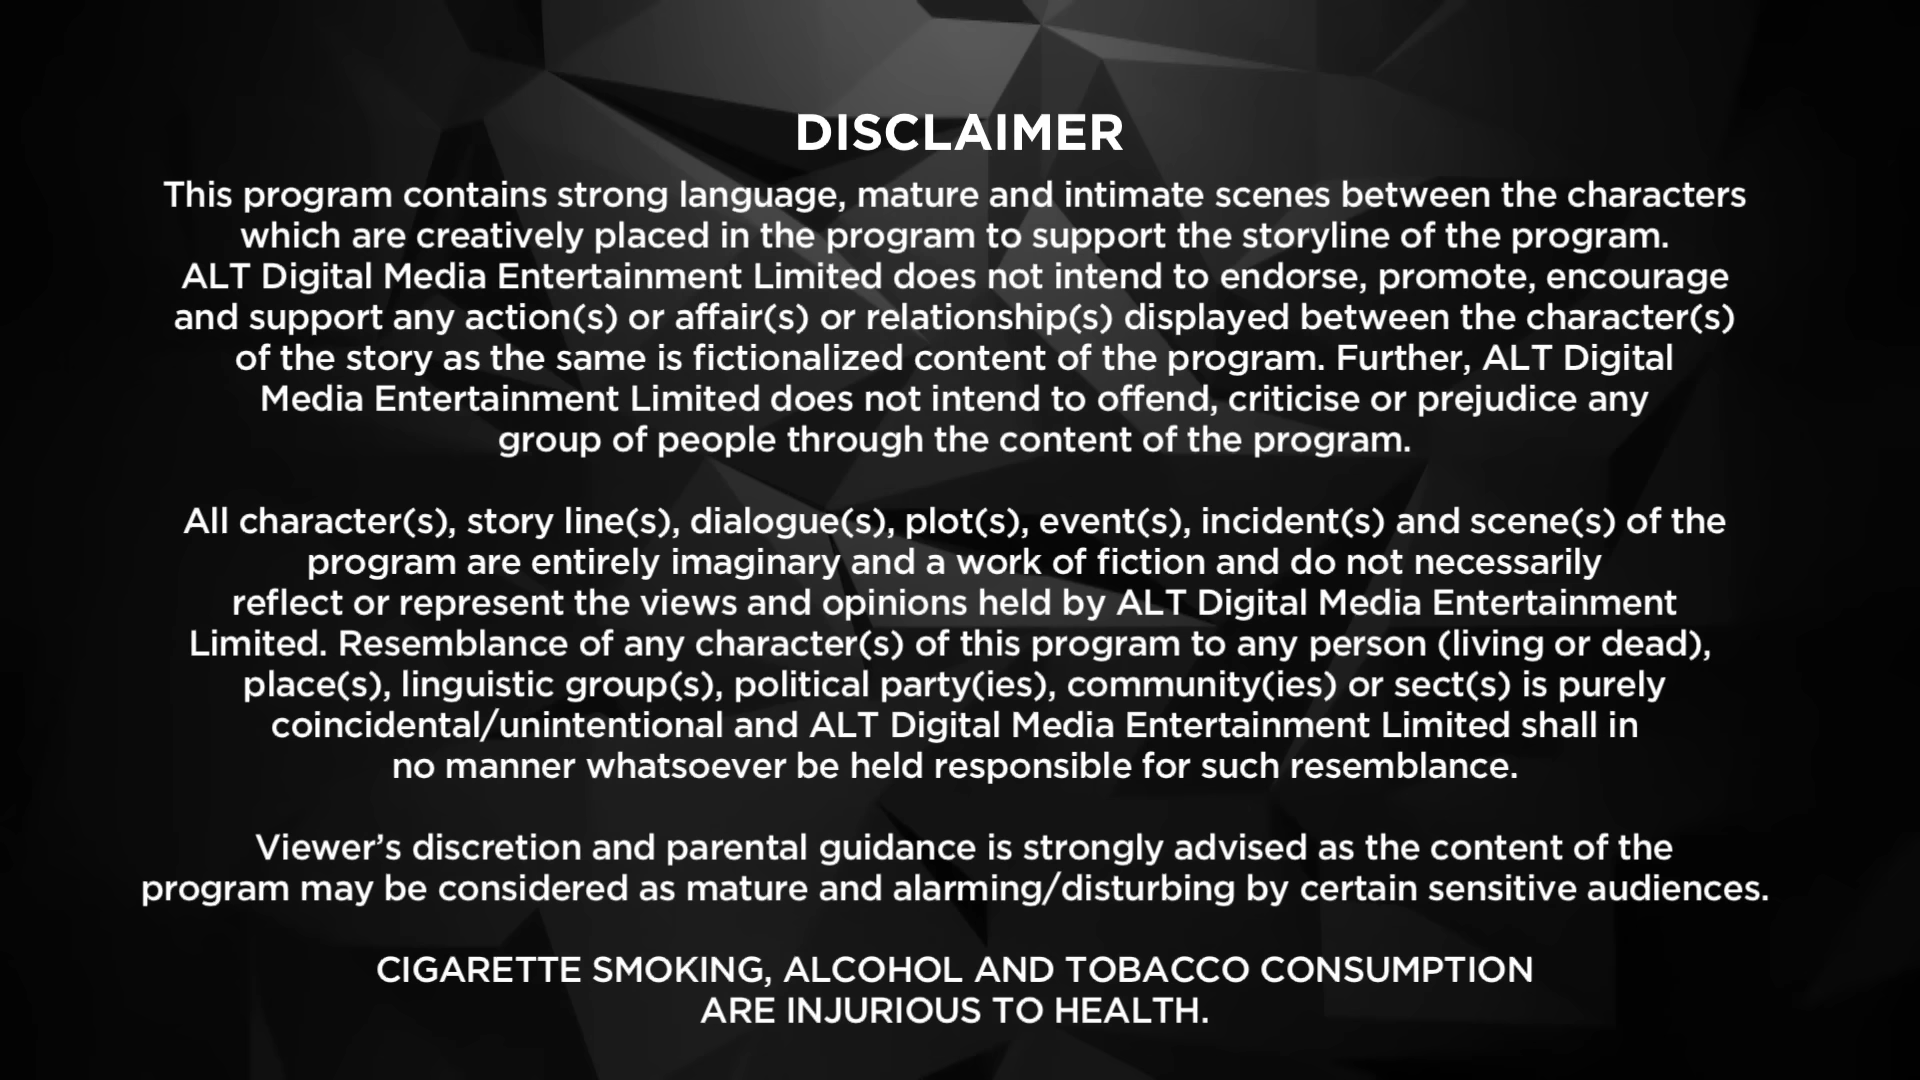 DISCLAIMER
This program contains strong language, mature and intimate scenes between the characters
which are creatively placed in the program to support the storyline of the program.
ALT Digital Media Entertainment Limited does not intend to endorse, promote, encourage
and support any action(s) or affair(s) or relationship(s) displayed between the character(s)
of the story as the same is fictionalized content of the program. Further, ALT Digital
Media Entertainment Limited does not intend to offend, criticise or prejudice any
group of people through the content of the program.
All character(s), story line(s), dialogue(s), plot(s), event(s), incident(s) and scene(s) of the
program are entirely imaginary and a work of fiction and do not necessarily
reflect or represent the views and opinions held by ALT Digital Media Entertainment
Limited. Resemblance of any character(s) of this program to any person (living or dead),
place(s), linguistic group(s), political party(ies), community(ies) or sect(s) is purely
coincidental/unintentional and ALT Digital Media Entertainment Limited shall in
no manner whatsoever be held responsible for such resemblance.
Viewer’s discretion and parental guidance is strongly advised as the content of the
program may be considered as mature and alarming/disturbing by certain sensitive audiences.
CIGARETTE SMOKING, ALCOHOL AND TOBACCO CONSUMPTION
ARE INJURIOUS TO HEALTH.